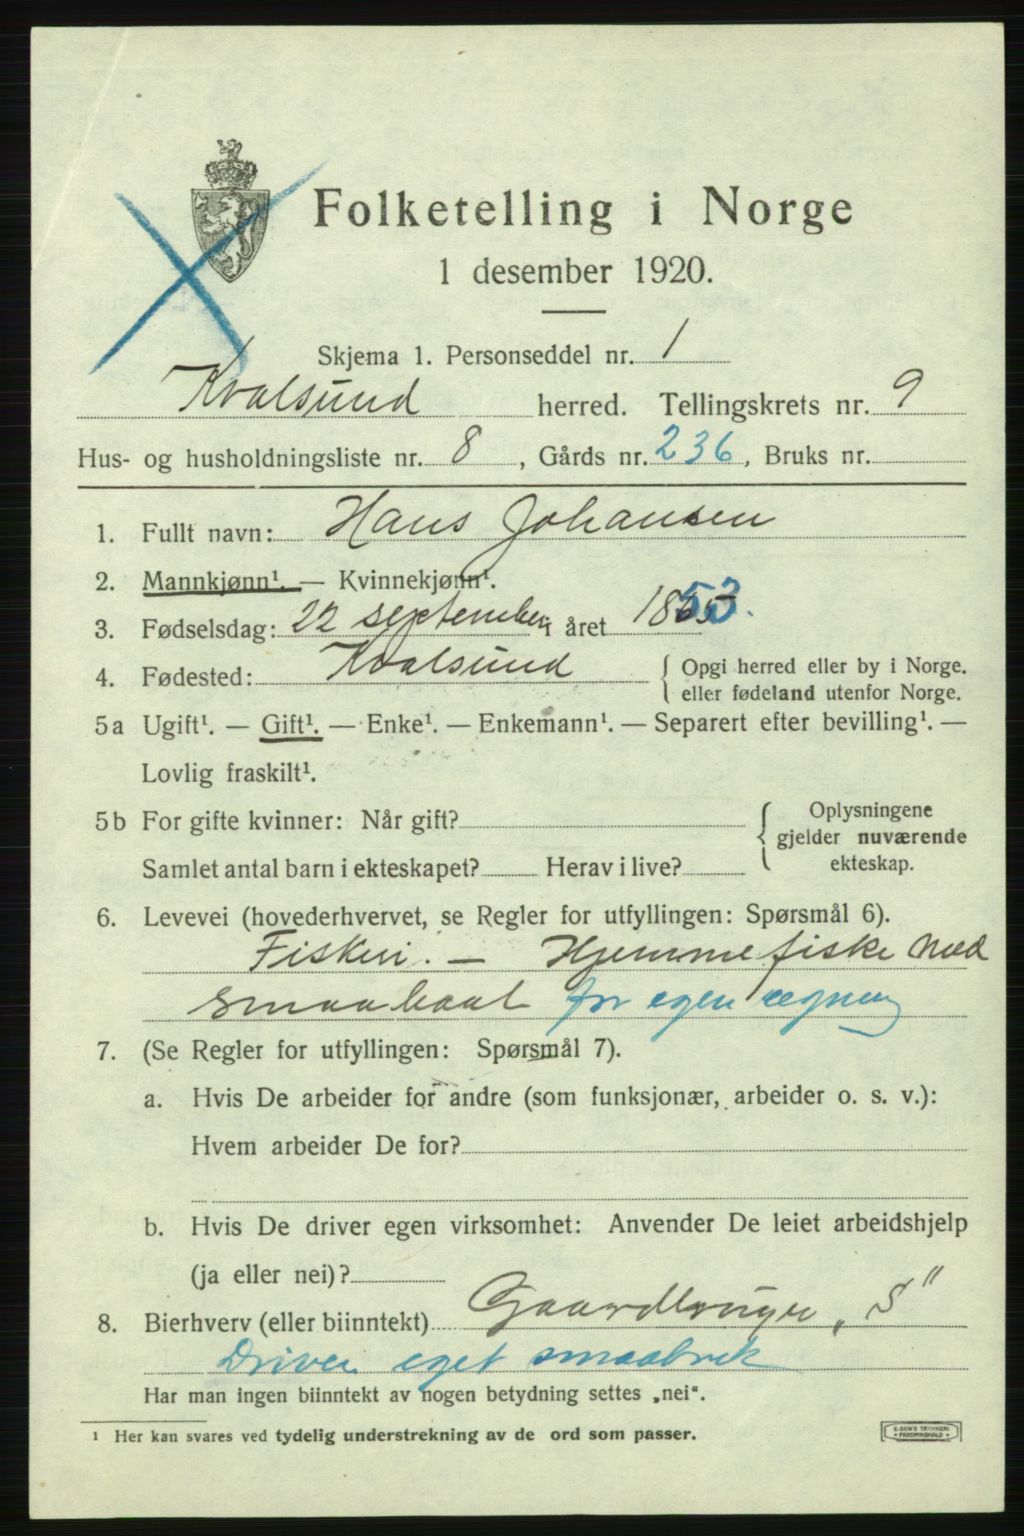 Folketelling i Norge
1 desember 1920.
Skjema 1. Personseddel nr. 1
Kvalsund herred. Tellingskrets nr. 9
Hus- og husholdningsliste nr. 8, Gårds nr. 236, Bruks nr.
1. Fullt navn: Hans Johansen
2. Mannkjønn¹. — Kvinnekjønn¹.
3. Fødselsdag: 22 september i året 1853.
4. Fødested: Kvalsund { Opgi herred eller by i Norge.
eller fødeland utenfor Norge.
5a Ugift¹. — Gift¹. — Enke¹. — Enkemann¹. — Separert efter bevilling¹. —
Lovlig fraskilt¹.
5b For gifte kvinner: Når gift? { Oplysningene
gjelder nuværende
ekteskap.
Samlet antal barn i ekteskapet? Herav i live?
6. Levevei (hovederhvervet, se Regler for utfyllingen: Spørsmål 6).
Fiskeri. — Hjemmefiske med
smaabaat for egen regning
7. (Se Regler for utfyllingen: Spørsmål 7).
a. Hvis De arbeider for andre (som funksjonær, arbeider o. s. v.):
Hvem arbeider De for?
b. Hvis De driver egen virksomhet: Anvender De leiet arbeidshjelp
(ja eller nei)?
8. Bierhverv (eller biinntekt) Gaardbruger „S"
Driver eget smaabruk
Har man ingen biinntekt av nogen betydning settes „nei".
¹ Her kan svares ved tydelig understrekning av de ord som passer.